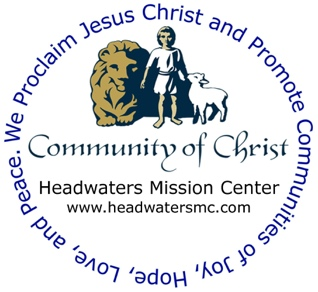 We Proclaim Jesus Christ and Promote Communities of Joy, Hope, Love, and Peace.
Community of Christ
Headwaters Mission Center
www.headwatersmc.com